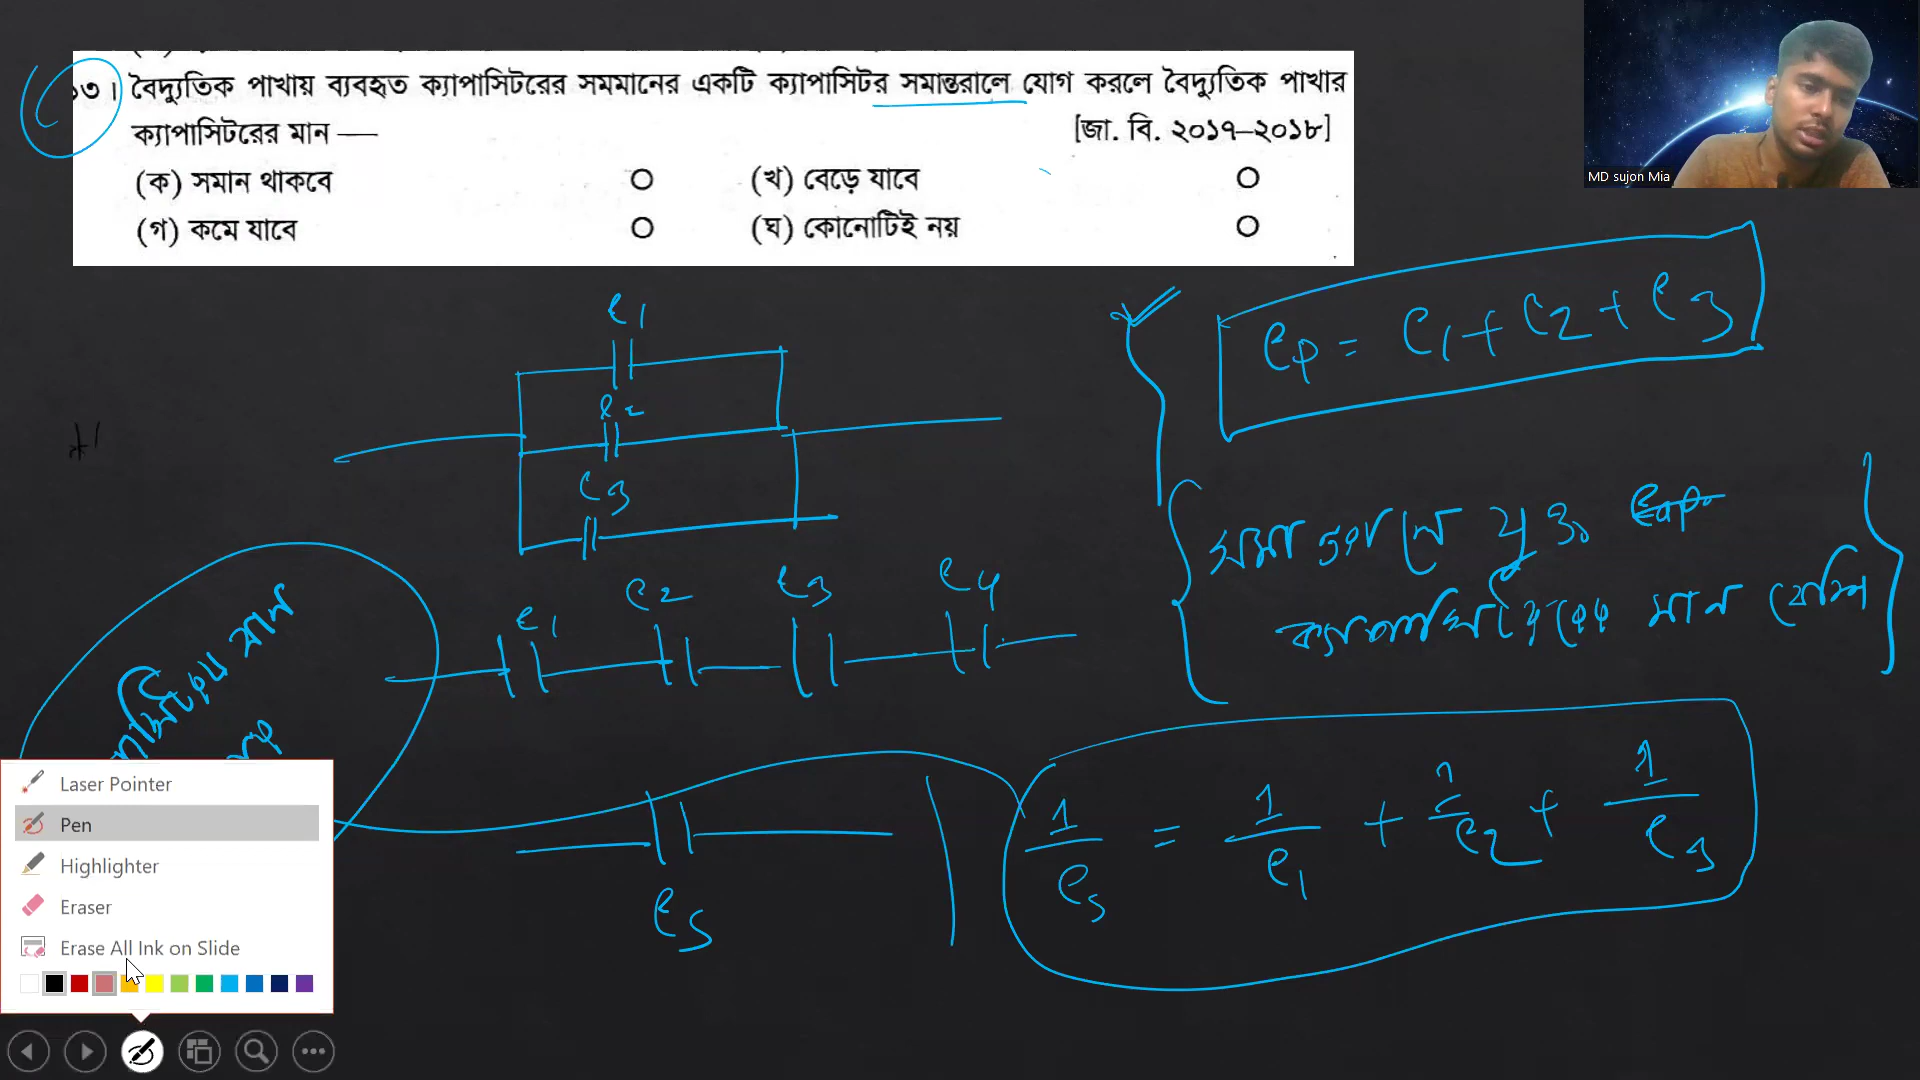 ১৩। বৈদ্যুতিক পাখায় ব্যবহৃত ক্যাপাসিটরের সমমানের একটি ক্যাপাসিটর সমান্তরালে যোগ করলে বৈদ্যুতিক পাখার
ক্যাপাসিটরের মান — [জা. বি. ২০১৭–২০১৮]
(ক) সমান থাকবে (খ) বেড়ে যাবে
(গ) কমে যাবে (ঘ) কোনোটিই নয়
MD sujon Mia
C1
C2
C3
Cp = C1 + C2 + C3
সমান্তরালে যুক্ত
মান বেশি
C1 C2 C3 C4
মান
Cs
1/Cs = 1/C1 + 1/C2 + 1/C3
Laser Pointer
Pen
Highlighter
Eraser
Erase All Ink on Slide